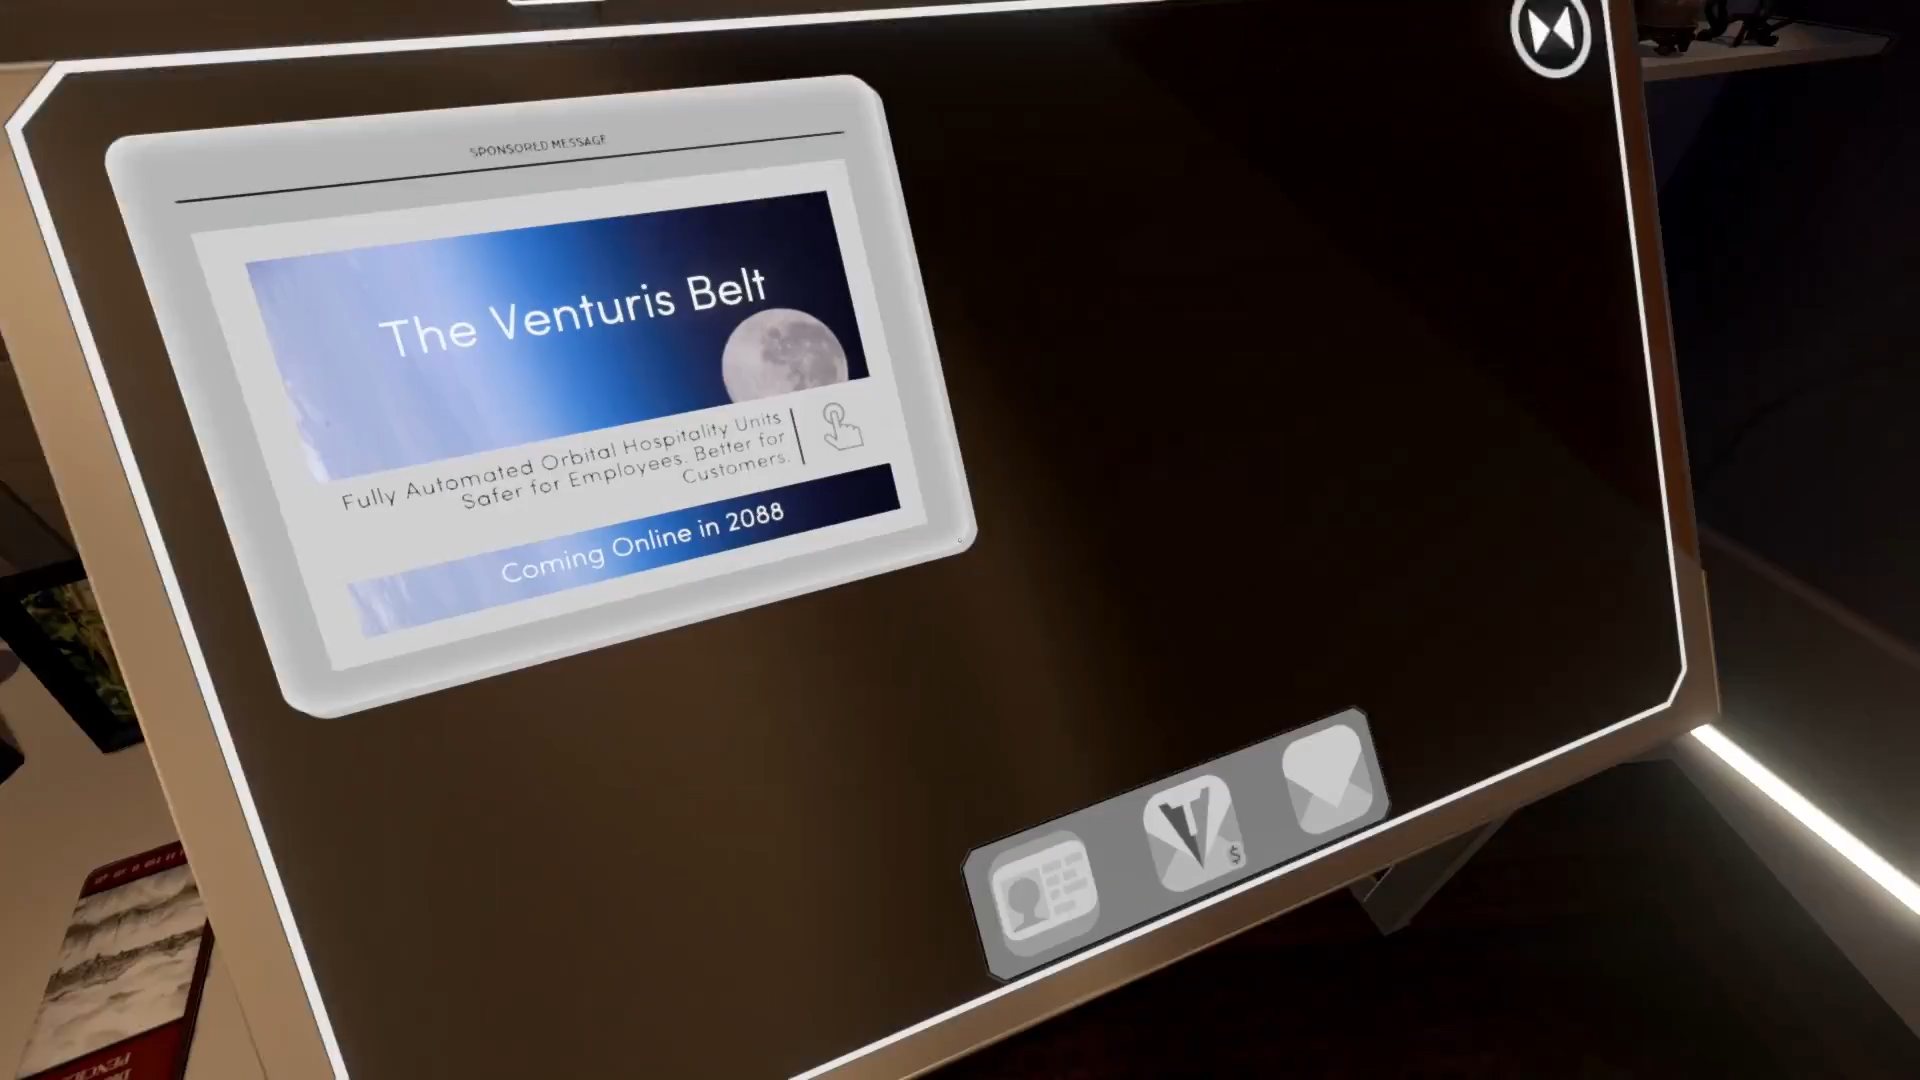 SPONSORED MESSAGE
The Venturis Belt
Fully Automated Orbital Hospitality Units
Safer for Employees. Better for
Customers.
Coming Online in 2088
$